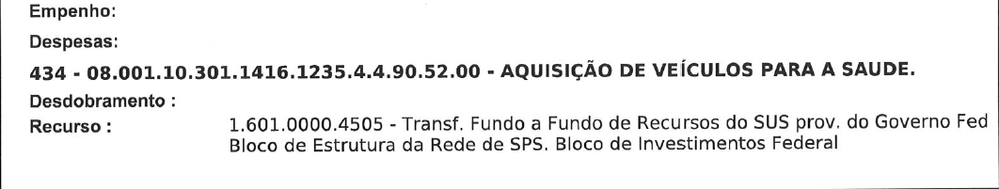 Empenho:
Despesas:
434 - 08.001.10.301.1416.1235.4.4.90.52.00 - AQUISIÇÃO DE VEÍCULOS PARA A SAUDE.
Desdobramento :
Recurso : 1.601.0000.4505 - Transf. Fundo a Fundo de Recursos do SUS prov. do Governo Fed
Bloco de Estrutura da Rede de SPS. Bloco de Investimentos Federal